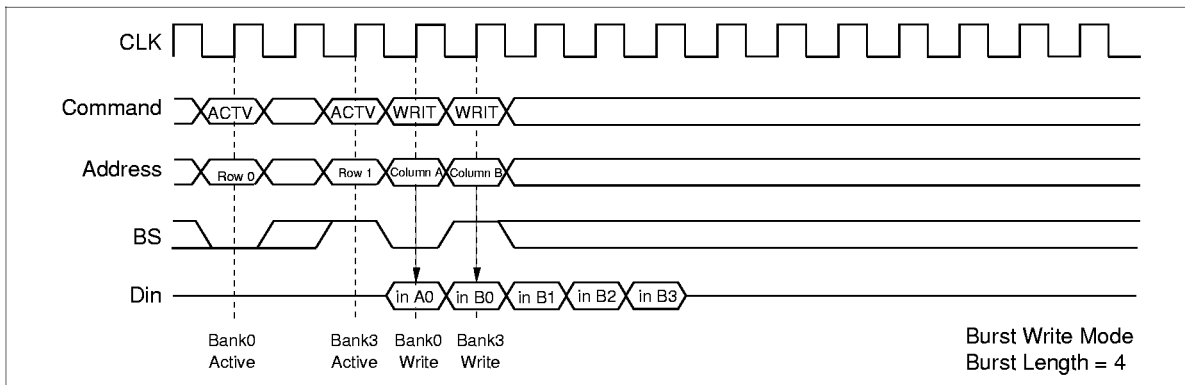 CLK
Command ACTV ACTV WRIT WRIT
Address Row 0 Row 1 Column A Column B
BS
Din in A0 in B0 in B1 in B2 in B3
Bank0 Bank3 Bank0 Bank3
Active Active Write Write
Burst Write Mode
Burst Length = 4